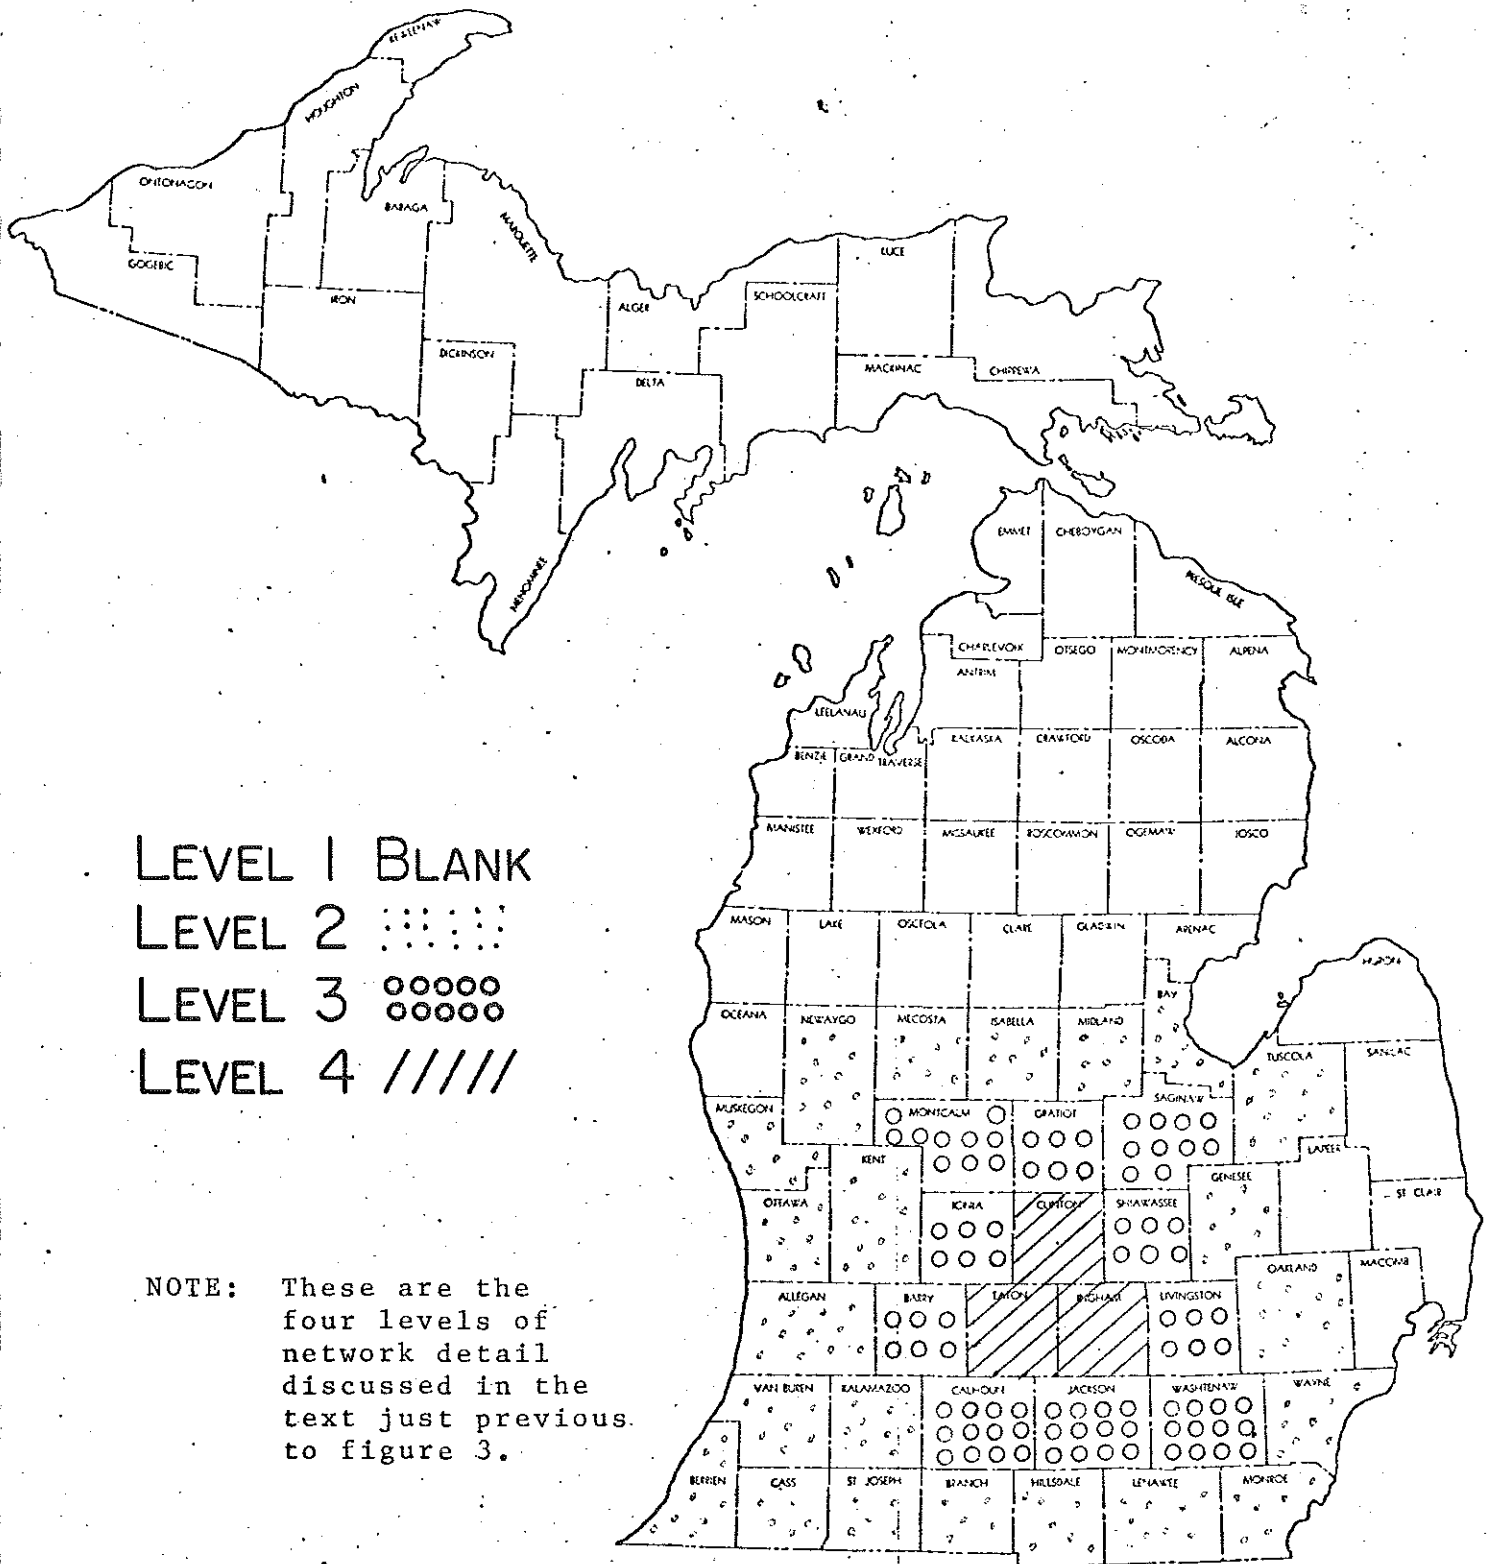 KEWEENAW
HOUGHTON
ONTONAGON
BARAGA
MARQUETTE
GOGEBIC
LUCE
IRON
ALGER
SCHOOLCRAFT
DICKINSON
DELTA
MACKINAC
CHIPPEWA
MENOMINEE
EMMET
CHEBOYGAN
PRESQUE ISLE
CHARLEVOIX
OTSEGO
MONTMORENCY
ALPENA
ANTRIM
LEELANAU
KALKASKA
CRAWFORD
OSCODA
ALCONA
BENZIE
GRAND TRAVERSE
MANISTEE
WEXFORD
MISSAUKEE
ROSCOMMON
OGEMAW
IOSCO
LEVEL 1 BLANK
LEVEL 2
LEVEL 3
LEVEL 4 /////
MASON
LAKE
OSCEOLA
CLARE
GLADWIN
ARENAC
HURON
BAY
OCEANA
NEWAYGO
MECOSTA
ISABELLA
MIDLAND
TUSCOLA
SANILAC
MUSKEGON
MONTCALM
GRATIOT
SAGINAW
KENT
LAPEER
GENESEE
ST CLAIR
OTTAWA
IONIA
CLINTON
SHIAWASSEE
OAKLAND
MACOMB
ALLEGAN
BARRY
EATON
INGHAM
LIVINGSTON
NOTE: These are the
four levels of
network detail
discussed in the
text just previous
to figure 3.
VAN BUREN
KALAMAZOO
CALHOUN
JACKSON
WASHTENAW
WAYNE
BERRIEN
CASS
ST JOSEPH
BRANCH
HILLSDALE
LENAWEE
MONROE